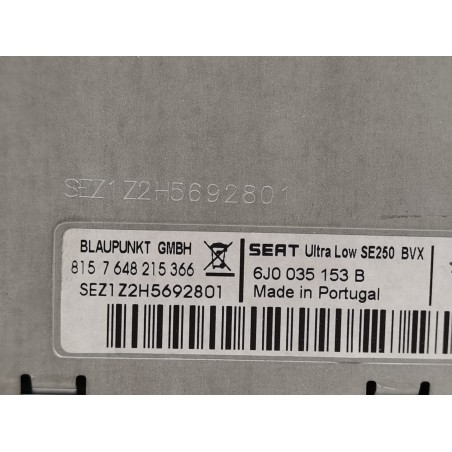 SEZ1Z2H5692801
BLAUPUNKT GMBH
815 7 648 215 366
SEZ1Z2H5692801
SEAT Ultra Low SE250 BVX
6J0 035 153 B
Made in Portugal